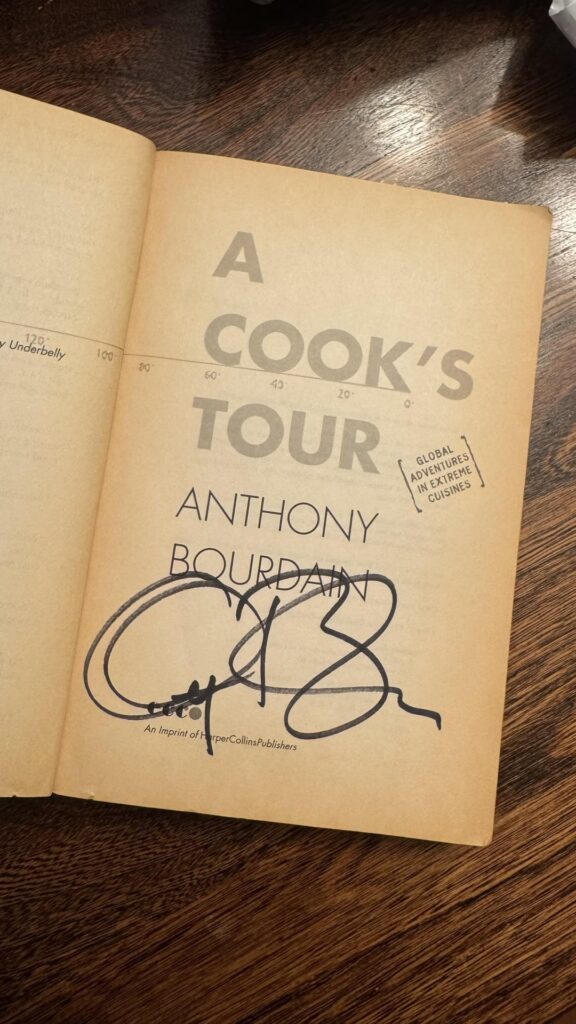 y Underbelly
120° 100° 80° 60° 40° 20° 0°
A
COOK'S
TOUR
GLOBAL
ADVENTURES
IN EXTREME
CUISINES
ANTHONY
BOURDAIN
ecco
An Imprint of HarperCollinsPublishers